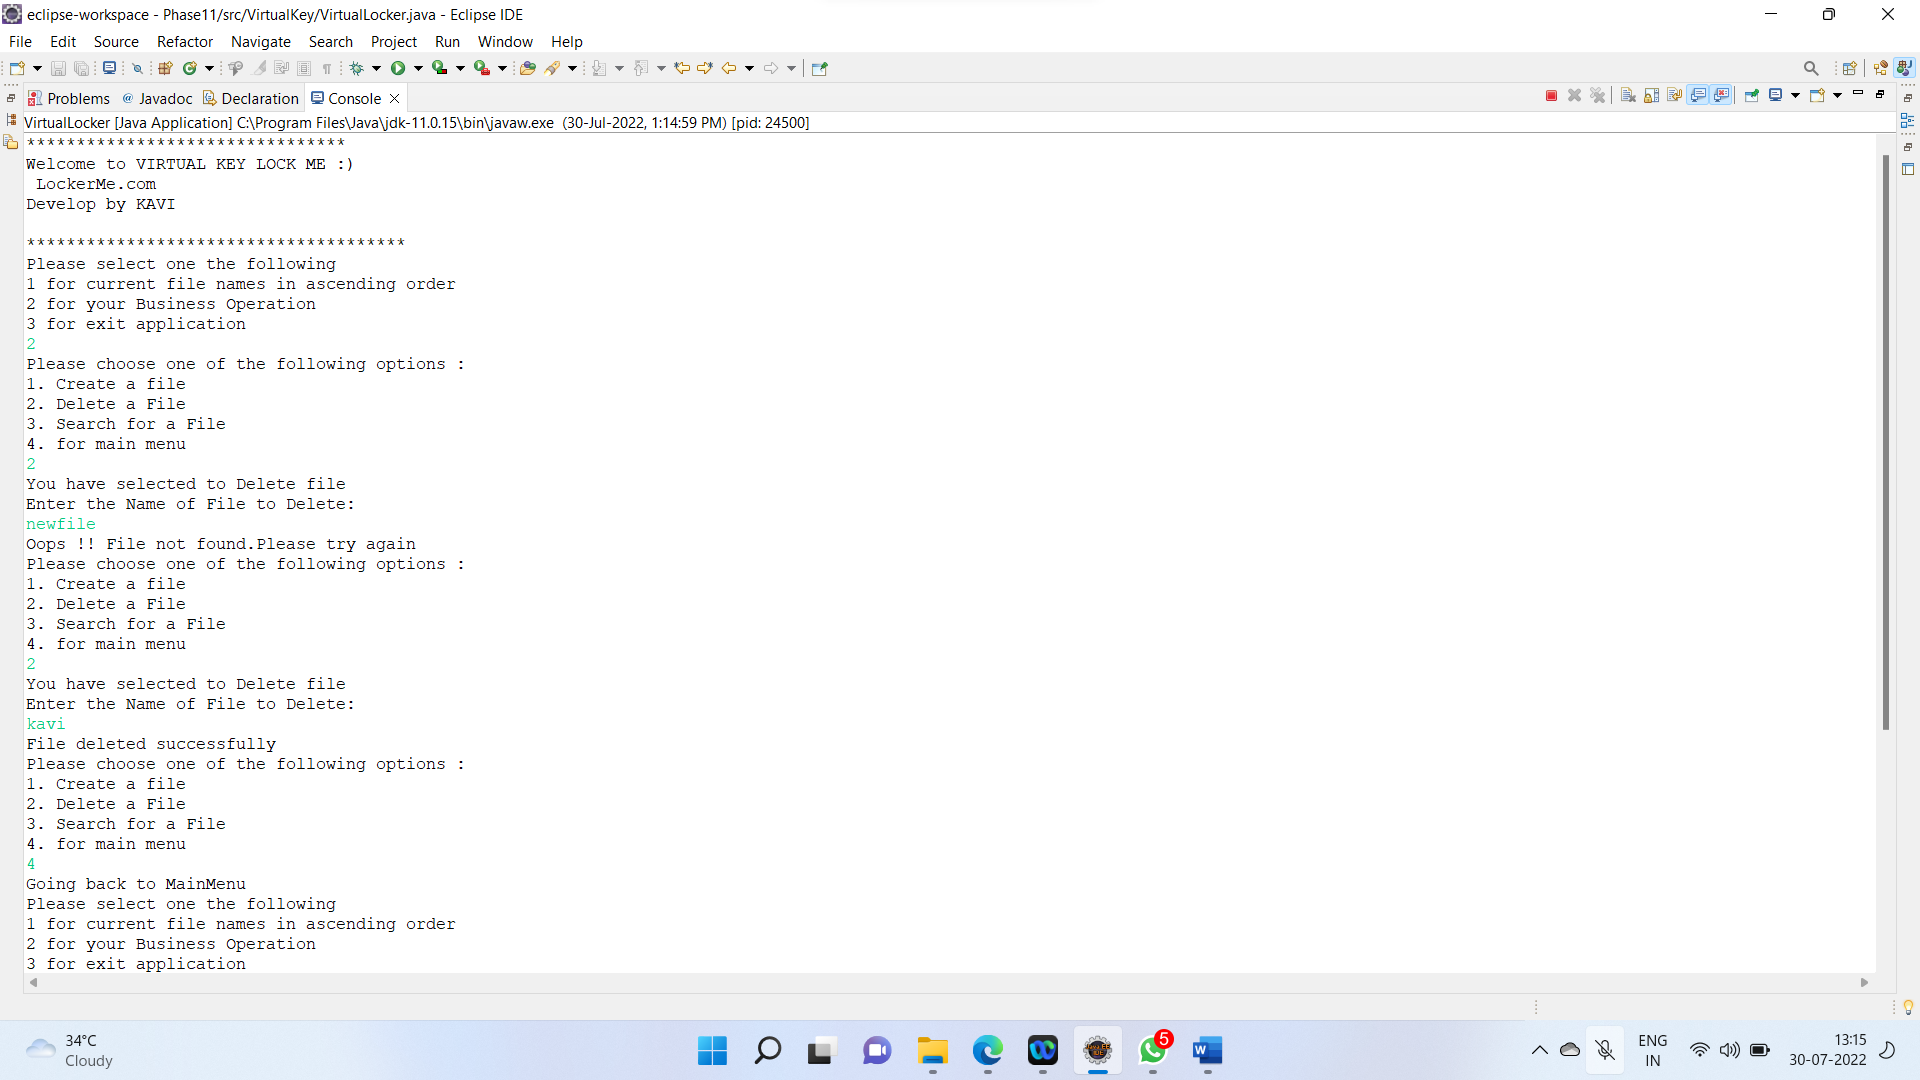 eclipse-workspace - Phase11/src/VirtualKey/VirtualLocker.java - Eclipse IDE
File Edit Source Refactor Navigate Search Project Run Window Help
Problems @ Javadoc Declaration Console
VirtualLocker [Java Application] C:\Program Files\Java\jdk-11.0.15\bin\javaw.exe (30-Jul-2022, 1:14:59 PM) [pid: 24500]
********************************
Welcome to VIRTUAL KEY LOCK ME :)
LockerMe.com
Develop by KAVI
**************************************
Please select one the following
1 for current file names in ascending order
2 for your Business Operation
3 for exit application
2
Please choose one of the following options :
1. Create a file
2. Delete a File
3. Search for a File
4. for main menu
2
You have selected to Delete file
Enter the Name of File to Delete:
newfile
Oops !! File not found.Please try again
Please choose one of the following options :
1. Create a file
2. Delete a File
3. Search for a File
4. for main menu
2
You have selected to Delete file
Enter the Name of File to Delete:
kavi
File deleted successfully
Please choose one of the following options :
1. Create a file
2. Delete a File
3. Search for a File
4. for main menu
4
Going back to MainMenu
Please select one the following
1 for current file names in ascending order
2 for your Business Operation
3 for exit application
34°C
Cloudy
5
ENG
IN
13:15
30-07-2022